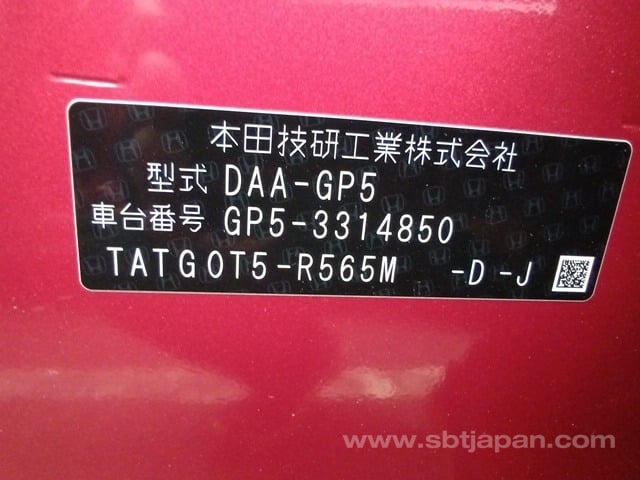 本田技研工業株式会社
型式 DAA-GP5
車台番号 GP5-3314850
TATG0T5-R565M -D -J
www.sbtjapan.com